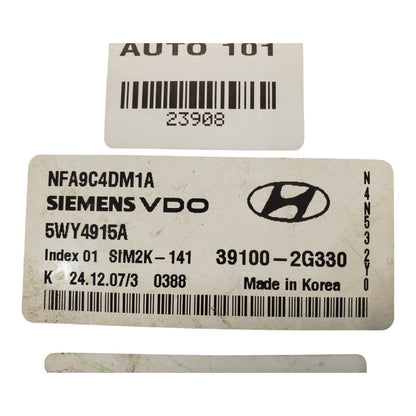 AUTO 101
23908
NFA9C4DM1A
SIEMENS VDO
5WY4915A
Index 01 SIM2K-141 39100-2G330
K 24.12.07/3 0388 Made in Korea
N4N532Y0